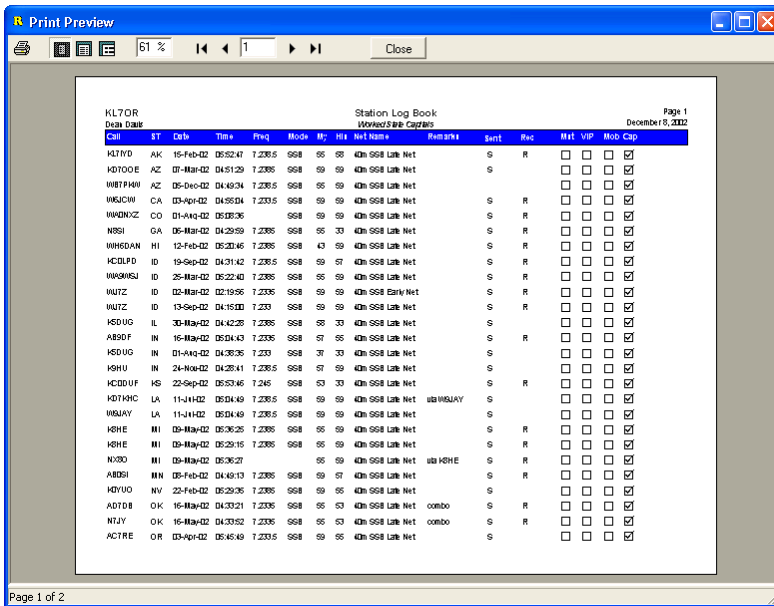 Print Preview
61 % 1 Close
KL7OR Station Log Book Page 1
Dean Davis Worked State Capitals December 8, 2002
Call ST Date Time Freq Mode My His Net Name Remarks Sent Rec Mst VIP Mob Cap
KL7IYD AK 15-Feb-02 05:52:47 7.238.5 SSB 55 58 40m SSB Late Net S R
KD7OOE AZ 07-Mar-02 04:51:29 7.2385 SSB 59 59 40m SSB Late Net S
WB7PKW AZ 05-Dec-02 04:49:34 7.238.5 SSB 55 59 40m SSB Late Net
W6JCW CA 03-Apr-02 04:55:04 7.233.5 SSB 59 59 40m SSB Late Net S R
WA0NXZ CO 01-Aug-02 05:08:36 SSB 59 59 40m SSB Late Net S R
N8SI GA 06-Mar-02 04:29:59 7.2385 SSB 55 33 40m SSB Late Net S R
WH6DAN HI 12-Feb-02 05:20:46 7.2385 SSB 43 59 40m SSB Late Net S R
KC0LPD ID 19-Sep-02 04:31:42 7.238.5 SSB 59 57 40m SSB Late Net S R
WA9WSJ ID 25-Mar-02 05:22:40 7.2385 SSB 55 59 40m SSB Late Net S R
WU7Z ID 02-Mar-02 02:19:56 7.2335 SSB 59 59 40m SSB Early Net S R
WU7Z ID 13-Sep-02 04:15:00 7.233 SSB 59 59 40m SSB Late Net S R
K5DUG IL 30-May-02 04:42:28 7.2385 SSB 58 33 40m SSB Late Net S
AB9DF IN 16-May-02 05:04:43 7.2335 SSB 57 55 40m SSB Late Net S R
K5DUG IN 01-Aug-02 04:38:35 7.233 SSB 37 33 40m SSB Late Net S
K9HU IN 24-Nov-02 04:28:41 7.238.5 SSB 57 59 40m SSB Late Net S
KC0DUF KS 22-Sep-02 05:53:46 7.245 SSB 53 33 40m SSB Late Net S R
KD7KHC LA 11-Jul-02 05:04:49 7.238.5 SSB 59 59 40m SSB Late Net via W9JAY S R
W9JAY LA 11-Jul-02 05:04:49 7.238.5 SSB 59 59 40m SSB Late Net S
K8HE MI 09-May-02 05:36:25 7.2385 SSB 55 59 40m SSB Late Net S R
K8HE MI 09-May-02 05:29:15 7.2385 SSB 55 59 40m SSB Late Net S R
NX8O MI 09-May-02 05:36:27 55 59 40m SSB Late Net via K8HE S R
AB0SI MN 08-Feb-02 04:49:13 7.238.5 SSB 59 57 40m SSB Late Net S R
K0YUO NV 22-Feb-02 05:29:35 7.2385 SSB 59 55 40m SSB Late Net S
AD7DB OK 16-May-02 04:33:21 7.2335 SSB 55 53 40m SSB Late Net combo S R
N7JY OK 16-May-02 04:33:52 7.2335 SSB 55 53 40m SSB Late Net combo S R
AC7RE OR 03-Apr-02 05:45:49 7.233.5 SSB 59 55 40m SSB Late Net S
Page 1 of 2